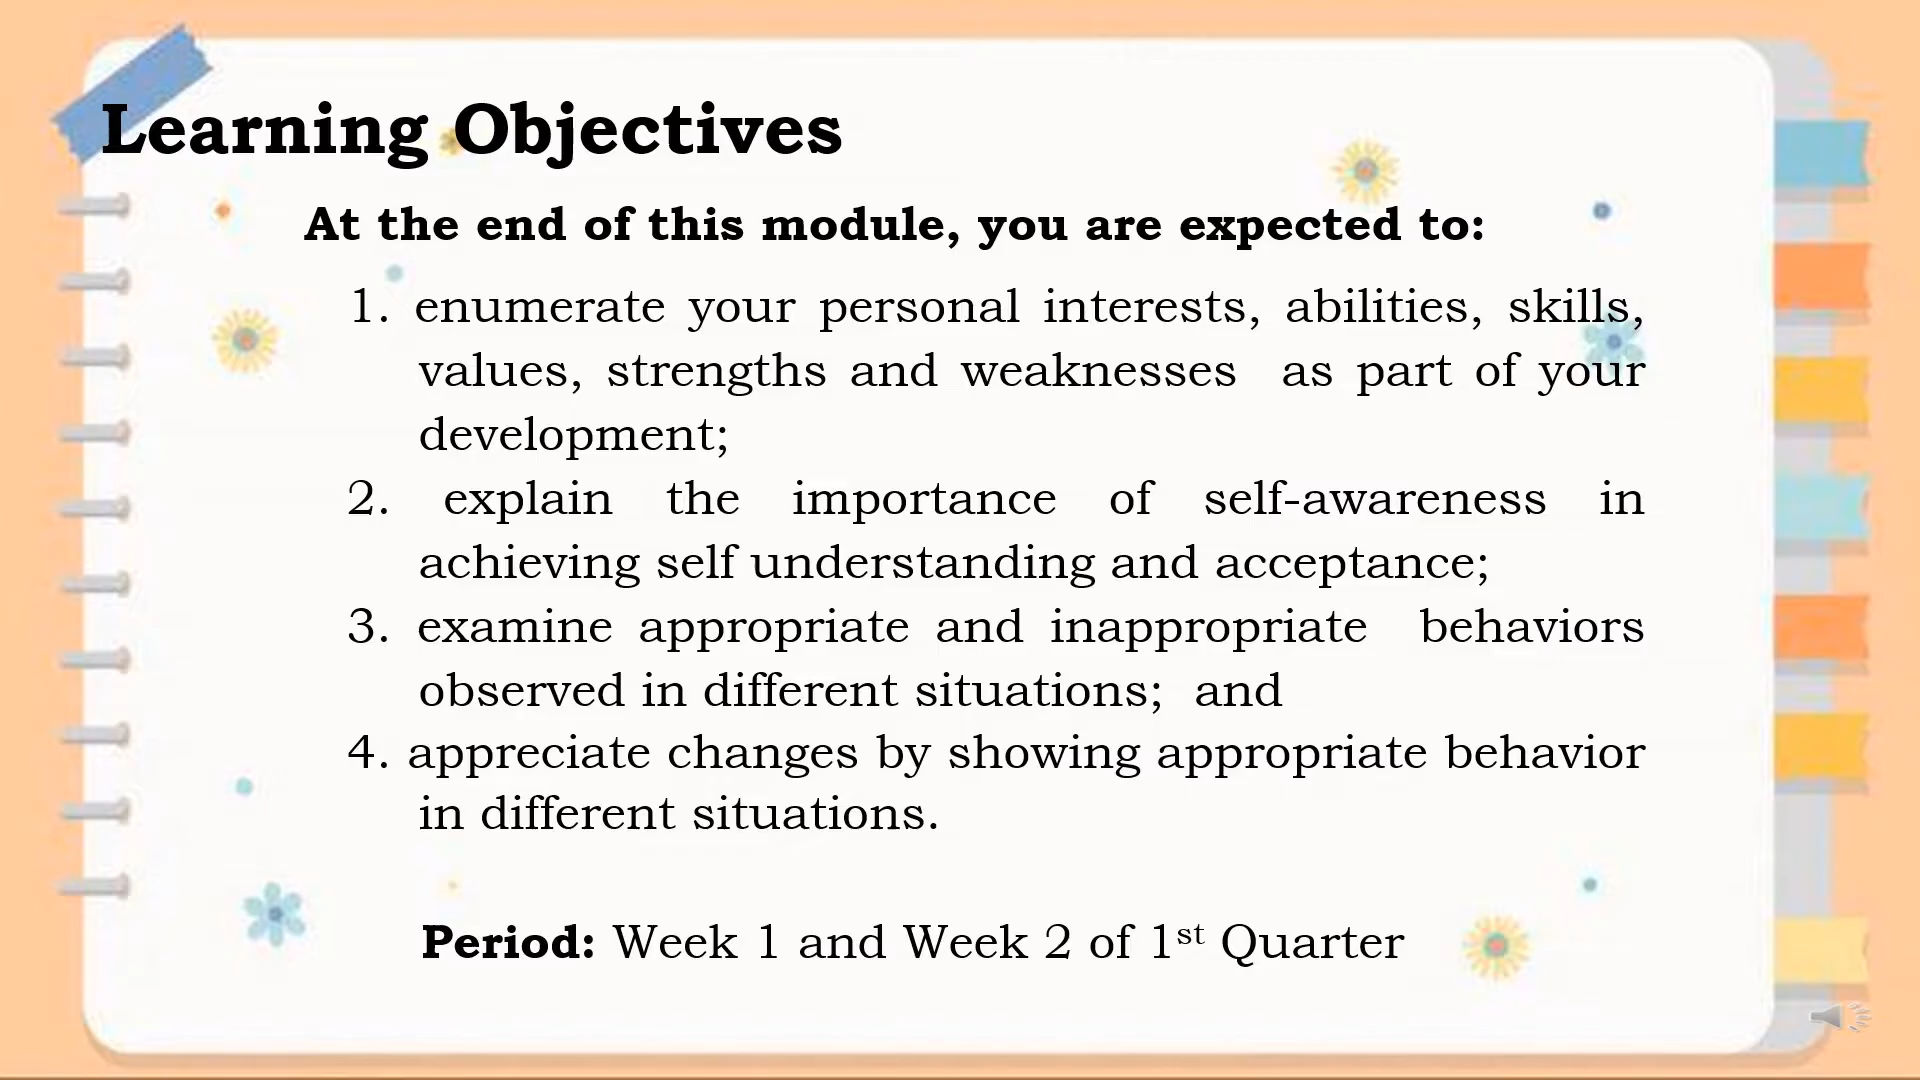 Learning Objectives
At the end of this module, you are expected to:
1. enumerate your personal interests, abilities, skills,
values, strengths and weaknesses as part of your
development;
2. explain the importance of self-awareness in
achieving self understanding and acceptance;
3. examine appropriate and inappropriate behaviors
observed in different situations; and
4. appreciate changes by showing appropriate behavior
in different situations.
Period: Week 1 and Week 2 of 1st Quarter